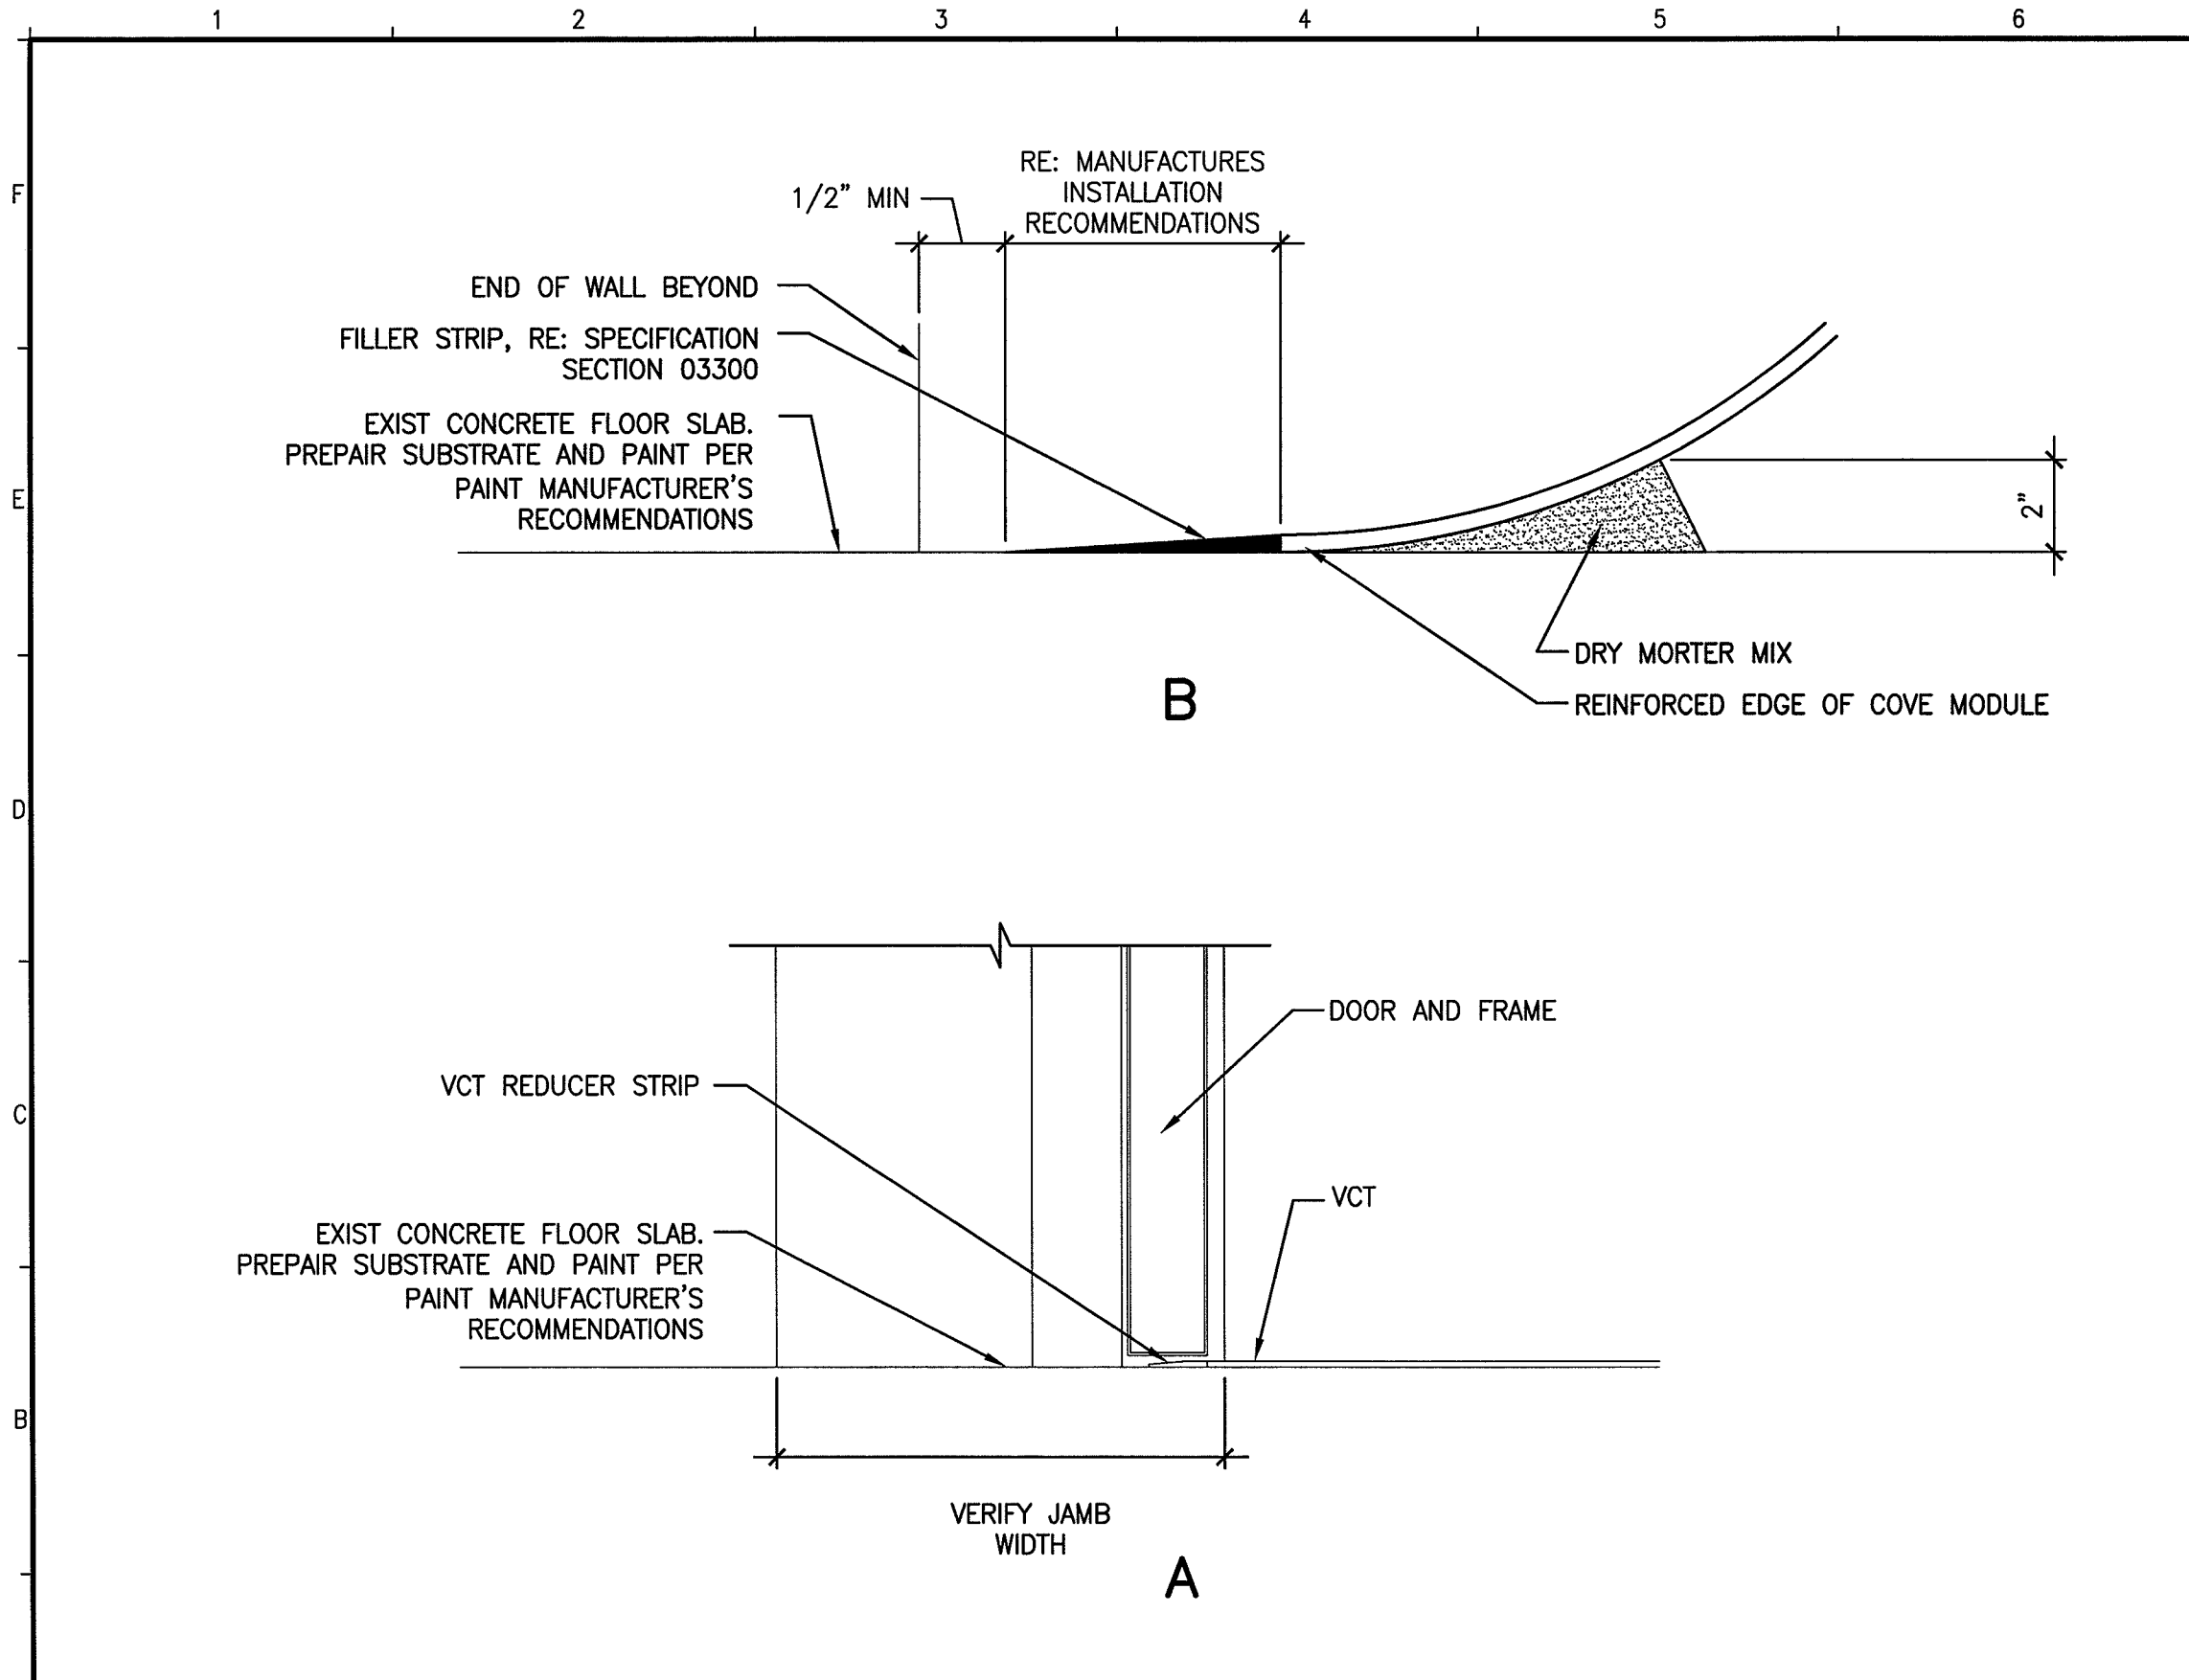 1 2 3 4 5 6
F
RE: MANUFACTURES
INSTALLATION
RECOMMENDATIONS
1/2" MIN
END OF WALL BEYOND
FILLER STRIP, RE: SPECIFICATION
SECTION 03300
EXIST CONCRETE FLOOR SLAB.
PREPAIR SUBSTRATE AND PAINT PER
PAINT MANUFACTURER'S
RECOMMENDATIONS
E
2"
DRY MORTER MIX
REINFORCED EDGE OF COVE MODULE
B
D
DOOR AND FRAME
VCT REDUCER STRIP
C
VCT
EXIST CONCRETE FLOOR SLAB.
PREPAIR SUBSTRATE AND PAINT PER
PAINT MANUFACTURER'S
RECOMMENDATIONS
B
VERIFY JAMB
WIDTH
A